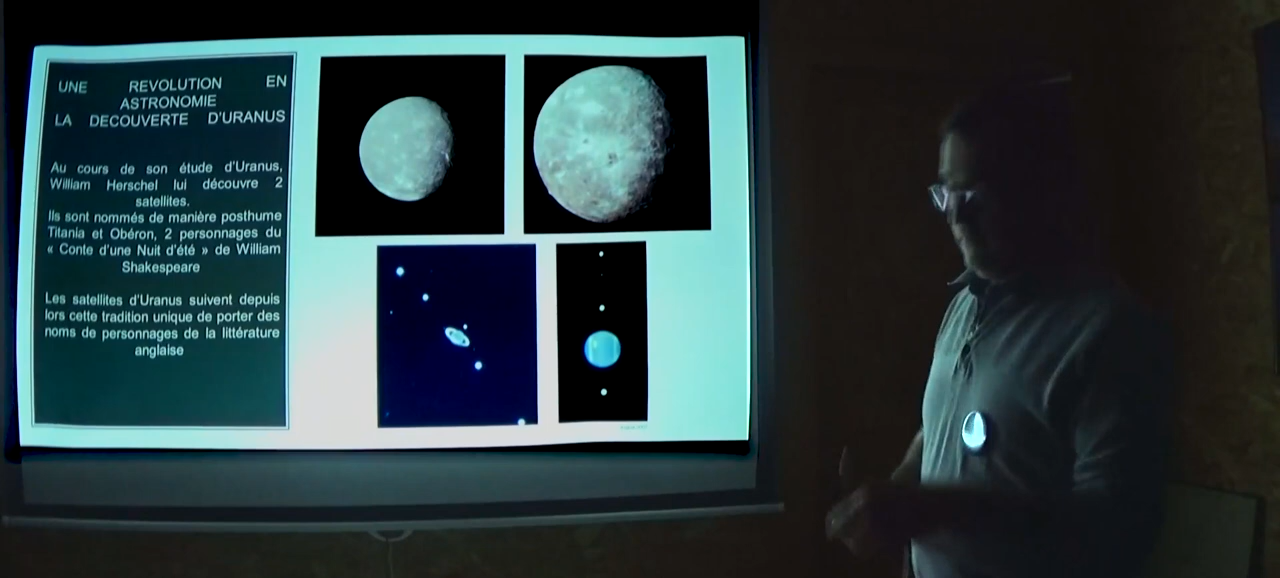 UNE REVOLUTION EN
ASTRONOMIE
LA DECOUVERTE D'URANUS
Au cours de son étude d'Uranus,
William Herschel lui découvre 2
satellites.
Ils sont nommés de manière posthume
Titania et Obéron, 2 personnages du
« Conte d'une Nuit d'été » de William
Shakespeare
Les satellites d'Uranus suivent depuis
lors cette tradition unique de porter des
noms de personnages de la littérature
anglaise